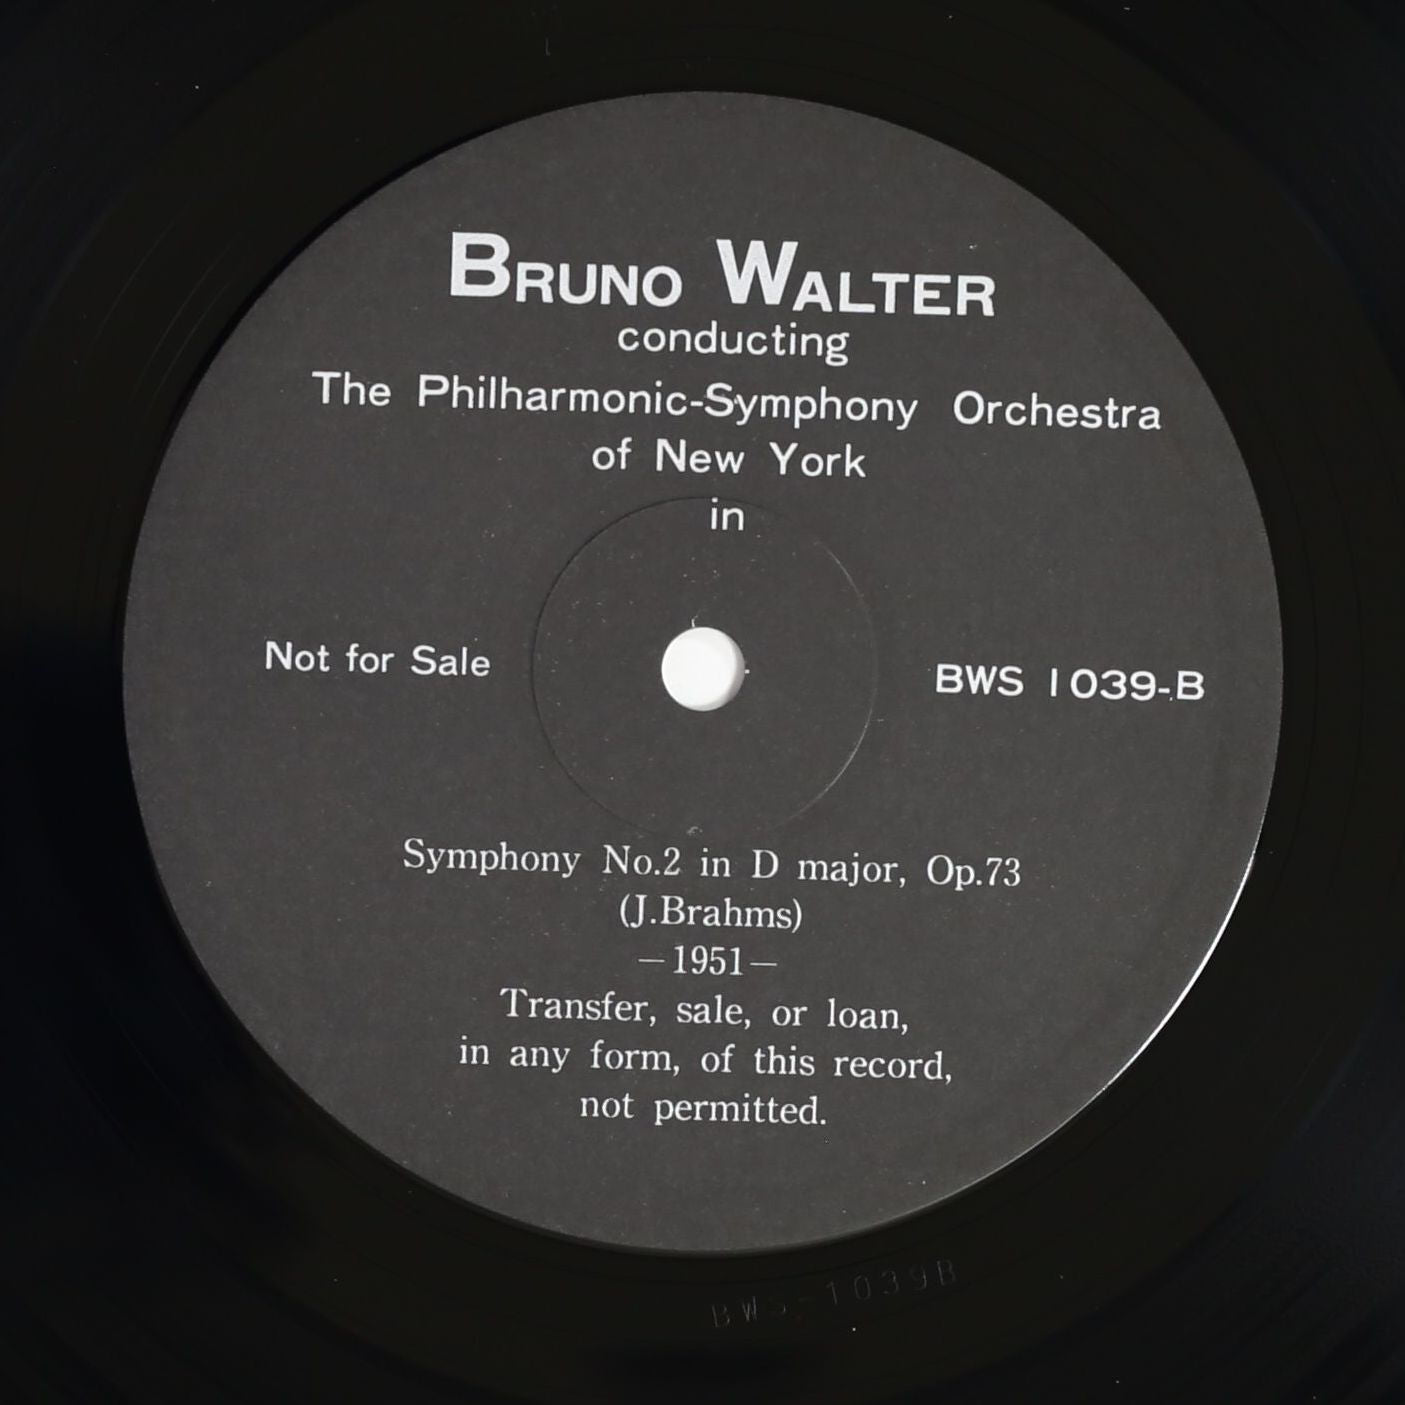 BRUNO WALTER
conducting
The Philharmonic-Symphony Orchestra
of New York
in
Not for Sale
BWS 1039-B
Symphony No.2 in D major, Op.73
(J.Brahms)
—1951—
Transfer, sale, or loan,
in any form, of this record,
not permitted.
BWS-1039B